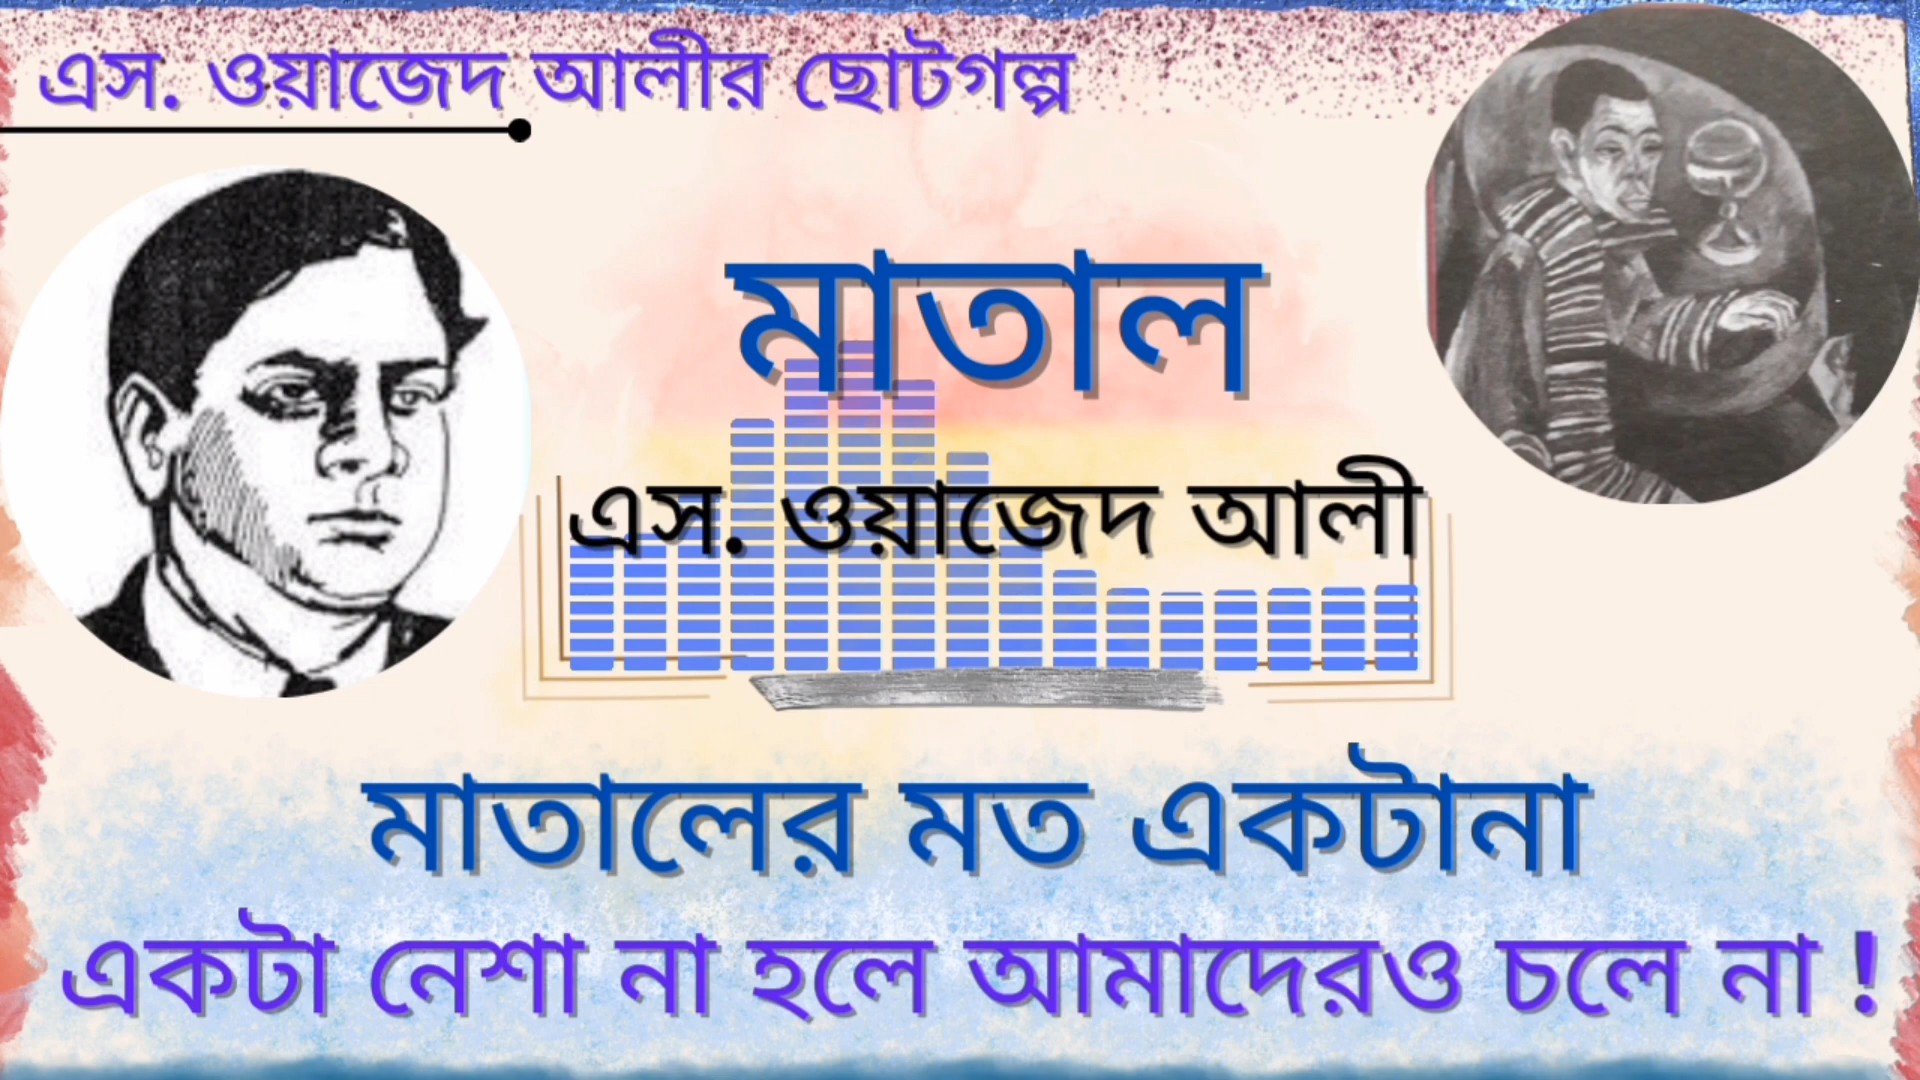 এস. ওয়াজেদ আলীর ছোটগল্প
মাতাল
এস. ওয়াজেদ আলী
মাতালের মত একটানা
একটা নেশা না হলে আমাদেরও চলে না !